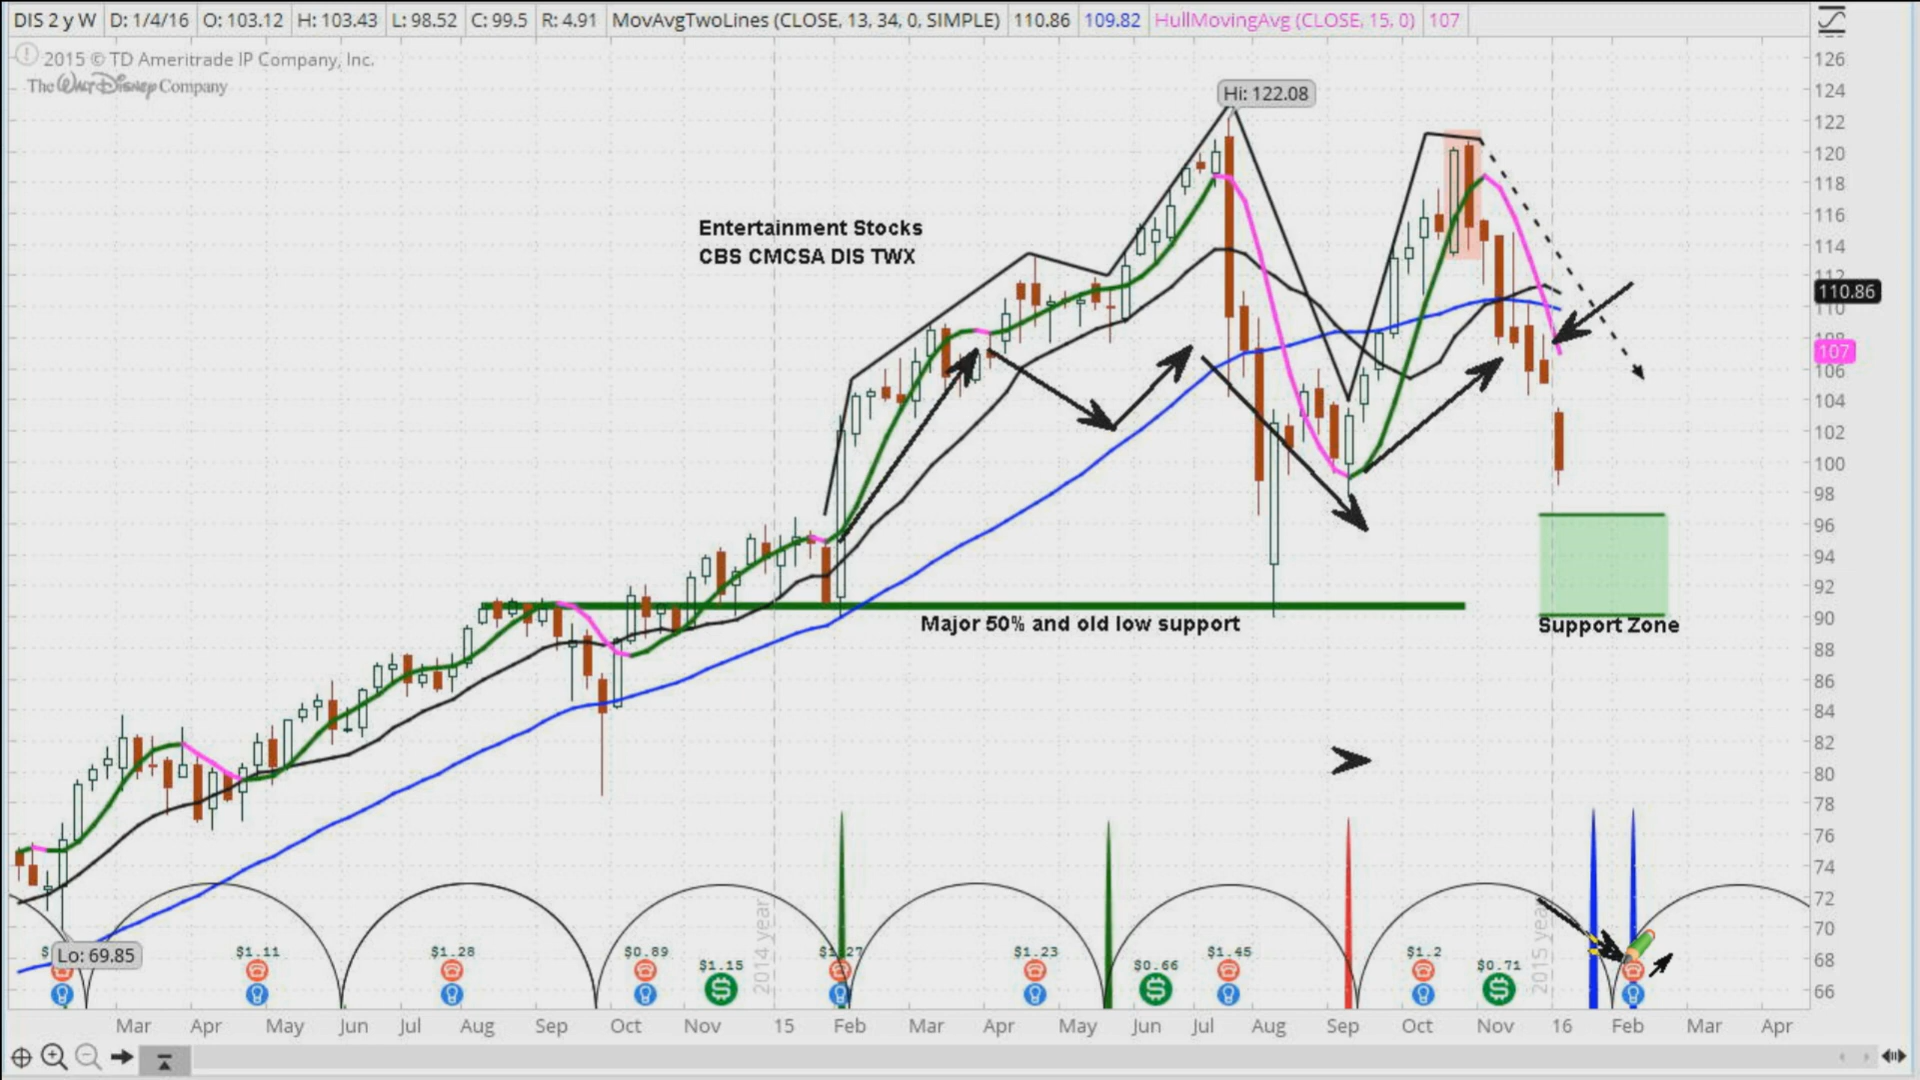 DIS 2 y W D: 1/4/16 O: 103.12 H: 103.43 L: 98.52 C: 99.5 R: 4.91 MovAvgTwoLines (CLOSE, 13, 34, 0, SIMPLE) 110.86 109.82 HullMovingAvg (CLOSE, 15, 0) 107
2015 © TD Ameritrade IP Company, Inc.
The WALT DISNEY Company
Hi: 122.08
Entertainment Stocks
CBS CMCSA DIS TWX
Major 50% and old low support
Support Zone
Lo: 69.85
126
124
122
120
118
116
114
112
110.86
110
108
107
106
104
102
100
98
96
94
92
90
88
86
84
82
80
78
76
74
72
70
68
66
2014 year
2015 year
$ $1.11 $1.28 $0.89 $1.15 $1.27 $1.23 $0.66 $1.45 $1.2 $0.71
Mar Apr May Jun Jul Aug Sep Oct Nov 15 Feb Mar Apr May Jun Jul Aug Sep Oct Nov 16 Feb Mar Apr